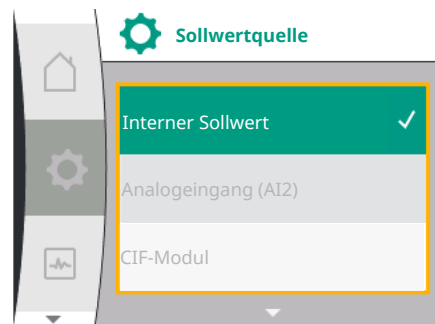 Sollwertquelle
Interner Sollwert
Analogeingang (AI2)
CIF-Modul